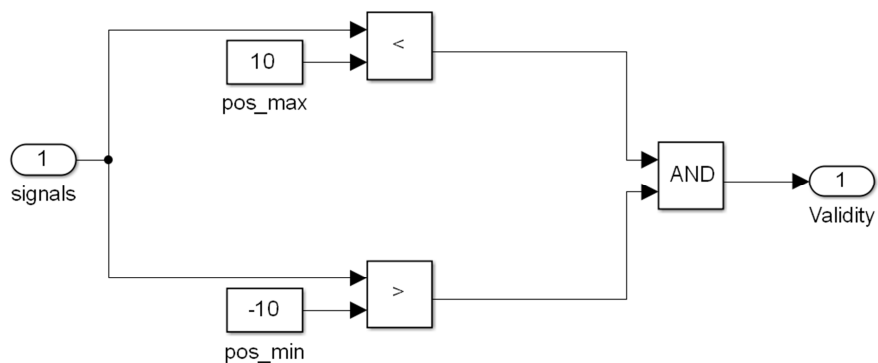 <
10
pos_max
1
signals
AND
1
Validity
>
-10
pos_min